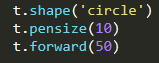 t.shape('circle')
t.pensize(10)
t.forward(50)